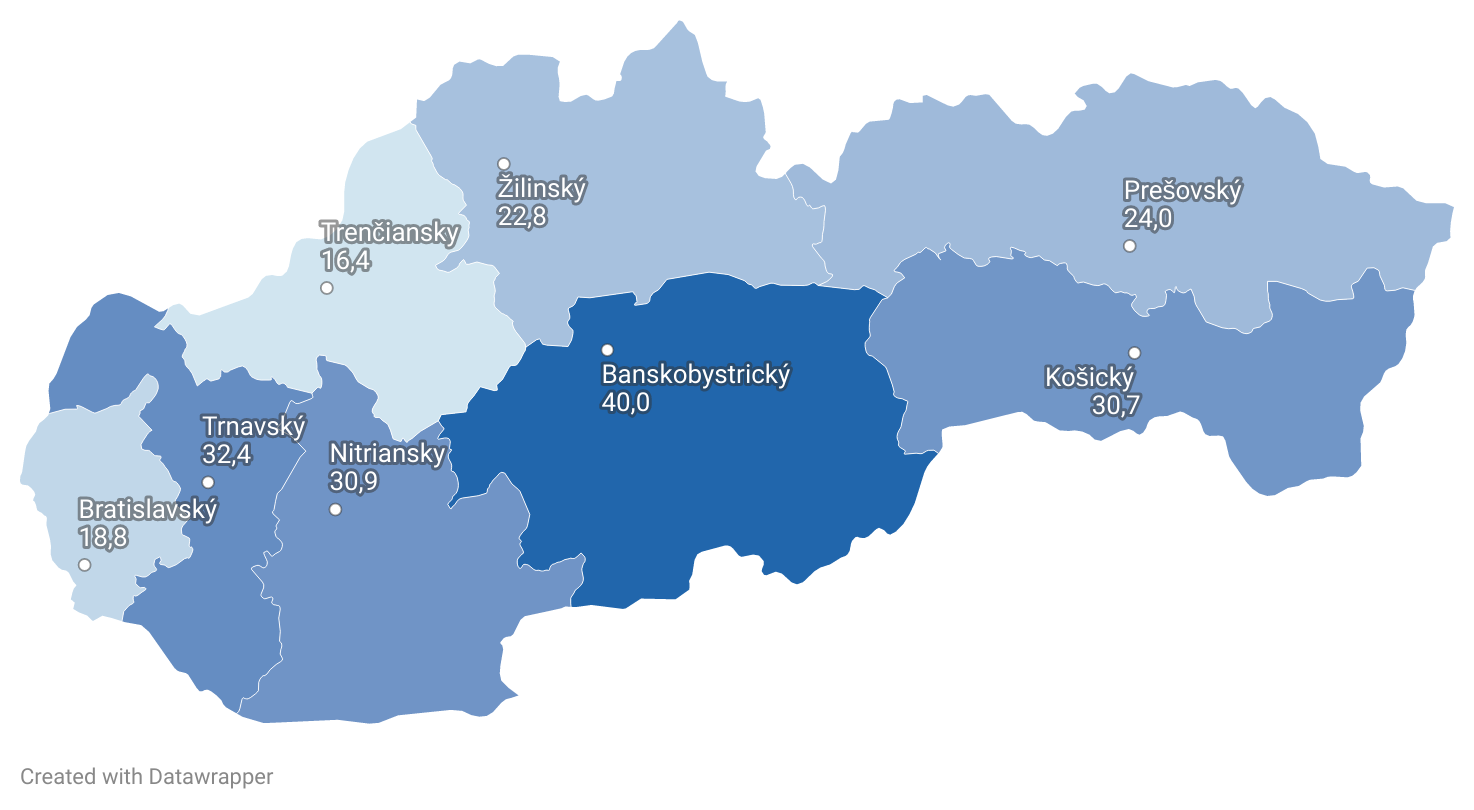 Žilinský
22,8
Prešovský
24,0
Trenčiansky
16,4
Banskobystrický
40,0
Košický
30,7
Trnavský
32,4
Nitriansky
30,9
Bratislavský
18,8
Created with Datawrapper